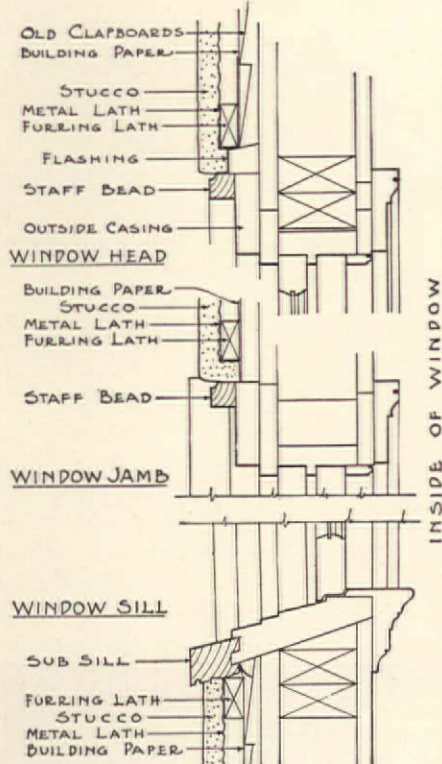 OLD CLAPBOARDS
BUILDING PAPER
STUCCO
METAL LATH
FURRING LATH
FLASHING
STAFF BEAD
OUTSIDE CASING
WINDOW HEAD
BUILDING PAPER
STUCCO
METAL LATH
FURRING LATH
STAFF BEAD
WINDOW JAMB
INSIDE OF WINDOW
WINDOW SILL
SUB SILL
FURRING LATH
STUCCO
METAL LATH
BUILDING PAPER